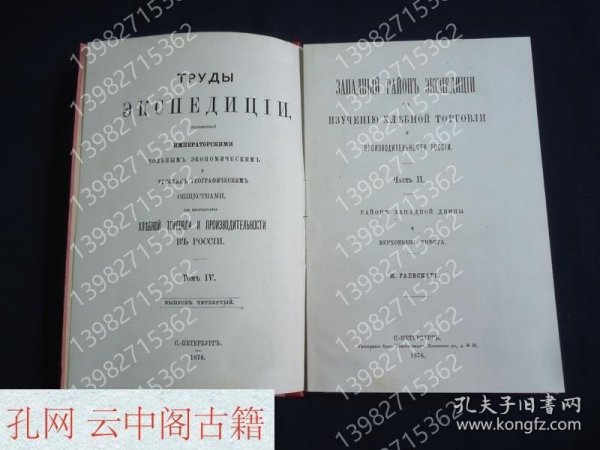 ТРУДЫ
ЭКСПЕДИЦІИ,
ИМПЕРАТОРСКИМИ
ВОЛЬНЫМЪ ЭКОНОМИЧЕСКИМЪ
И
ГЕОГРАФИЧЕСКИМЪ
ОБЩЕСТВАМИ,
ХЛѢБНОЙ ТОРГОВЛИ И ПРОИЗВОДИТЕЛЬНОСТИ
ВЪ РОССІИ.
Томъ IV.
ВЫПУСКЪ ЧЕТВЕРТЫЙ.
С.-ПЕТЕРБУРГЪ.
1876.
ЗАПАДНЫЙ РАЙОНЪ ЭКСПЕДИЦІИ
ИЗУЧЕНІЮ ХЛѢБНОЙ ТОРГОВЛИ
И
ПРОИЗВОДИТЕЛЬНОСТИ РОССІИ.
Часть II.
РАЙОНЪ ЗАПАДНОЙ ДВИНЫ
И
ВЕРХОВЬЕВЪ ДНѢПРА.
И. РАЕВСКАГО.
С.-ПЕТЕРБУРГЪ.
1876.
13982715362
孔网 云中阁古籍
孔夫子旧书网
www.kongfz.com